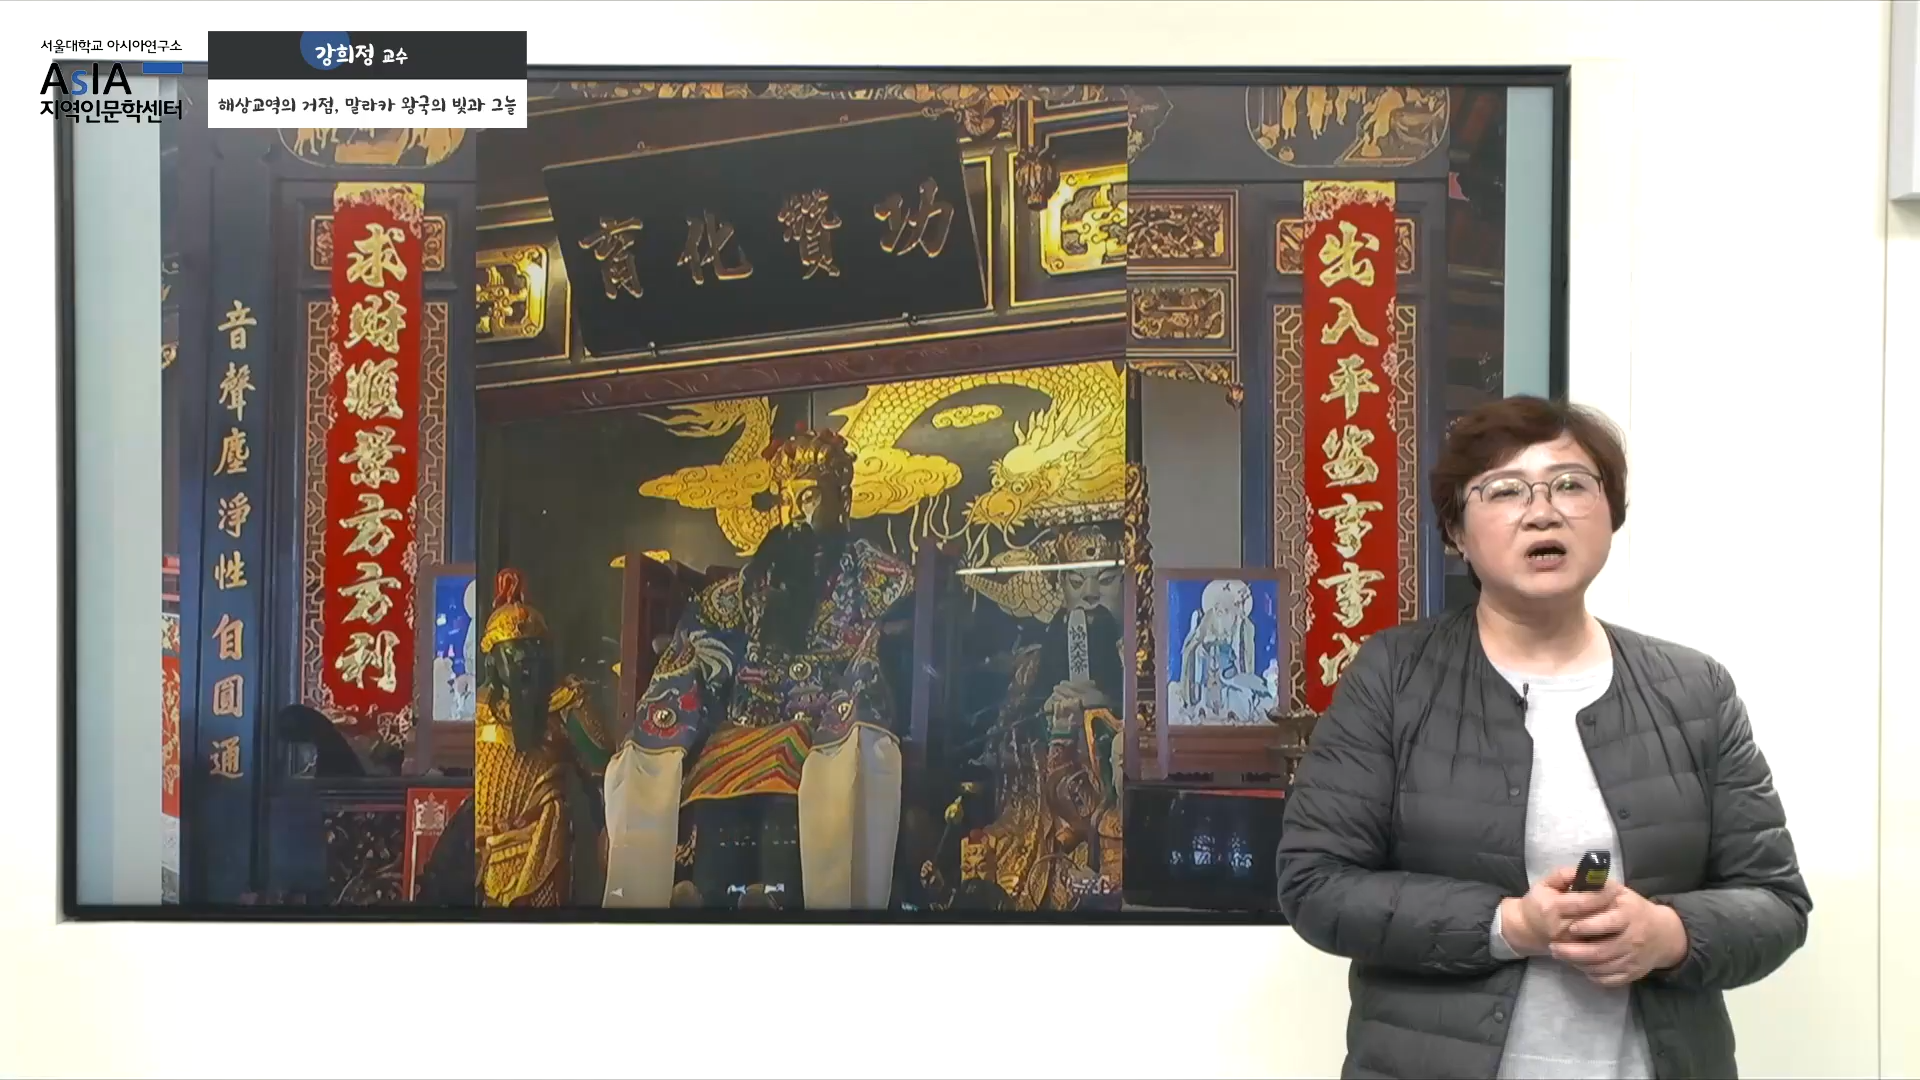 서울대학교 아시아연구소
AsIA
지역인문학센터
강희정 교수
해상교역의 거점, 말라카 왕국의 빛과 그늘
育化贊功
求財順業方方利
出入平安事事
音聲塵淨性自圓通